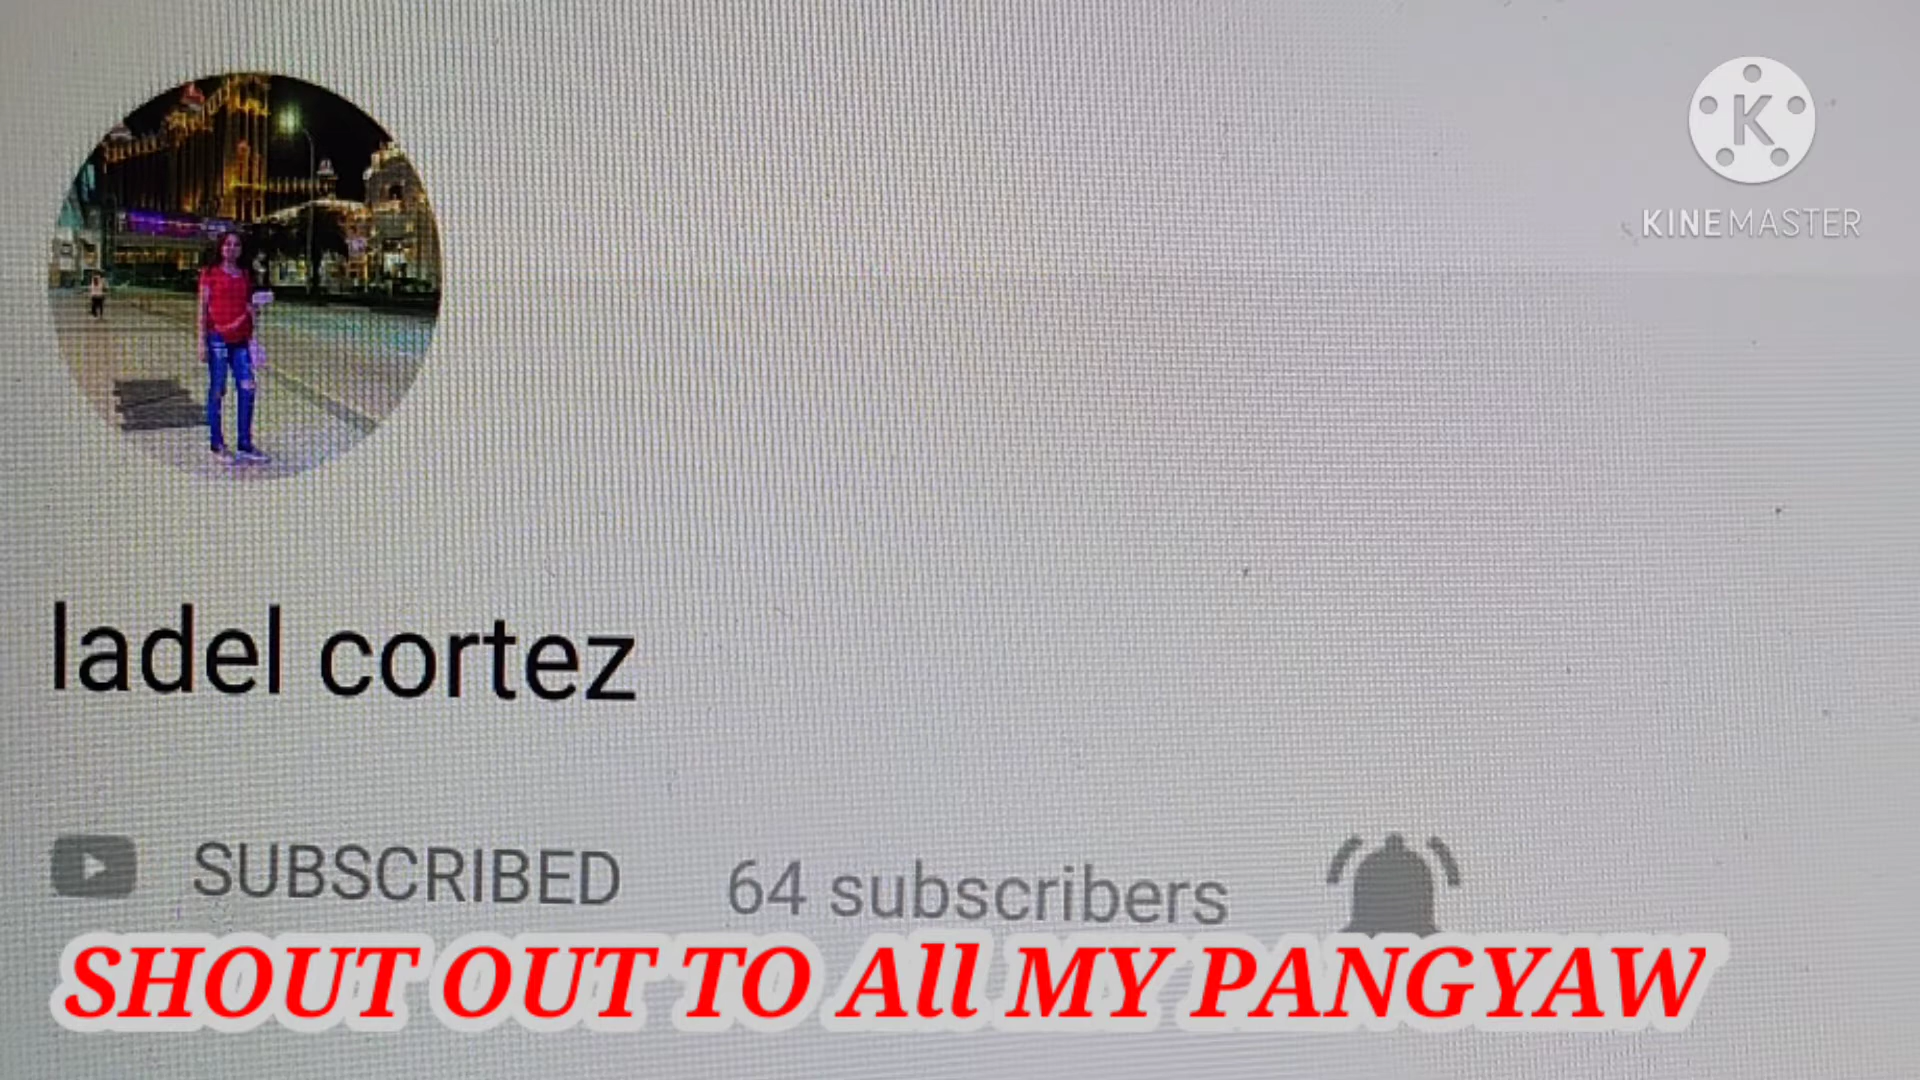 K
KINEMASTER
ladel cortez
SUBSCRIBED 64 subscribers
SHOUT OUT TO All MY PANGYAW